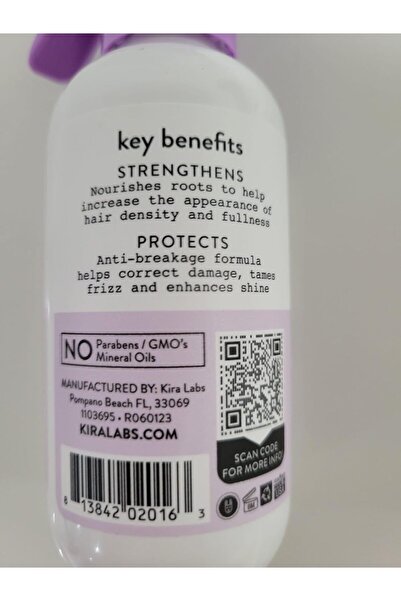 key benefits
STRENGTHENS
Nourishes roots to help
increase the appearance of
hair density and fullness
PROTECTS
Anti-breakage formula
helps correct damage, tames
frizz and enhances shine
NO Parabens / GMO's
Mineral Oils
MANUFACTURED BY: Kira Labs
Pompano Beach FL, 33069
1103695 • R060123
KIRALABS.COM
SCAN CODE
FOR MORE INFO
8 13842 02016 3